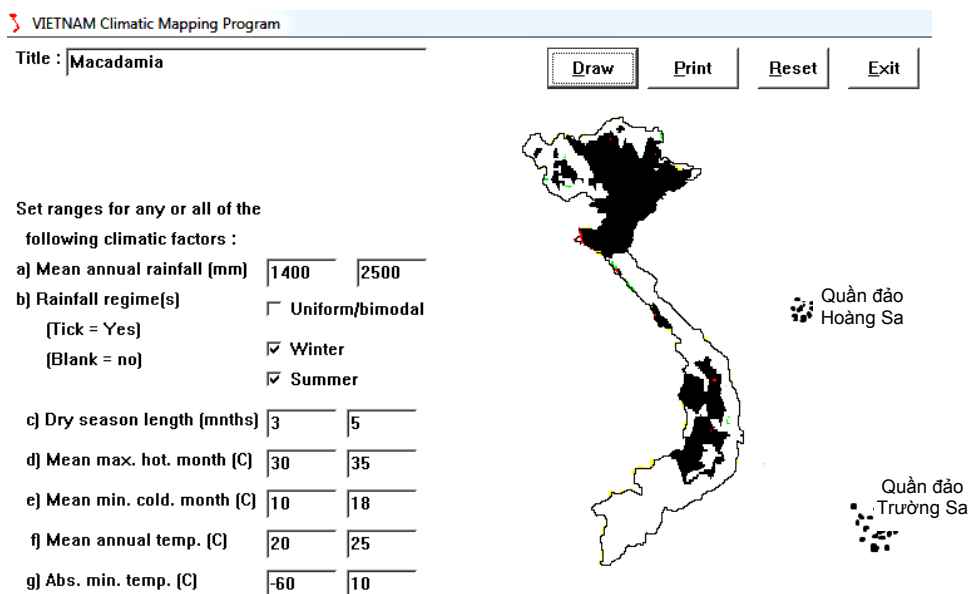 VIETNAM Climatic Mapping Program
Title : Macadamia
Draw Print Reset Exit
Set ranges for any or all of the
following climatic factors :
a) Mean annual rainfall (mm) 1400 2500
b) Rainfall regime(s) Uniform/bimodal
(Tick = Yes)
(Blank = no) Winter
Summer
c) Dry season length (mnths) 3 5
d) Mean max. hot. month (C) 30 35
e) Mean min. cold. month (C) 10 18
f) Mean annual temp. (C) 20 25
g) Abs. min. temp. (C) -60 10
Quần đảo
Hoàng Sa
Quần đảo
Trường Sa